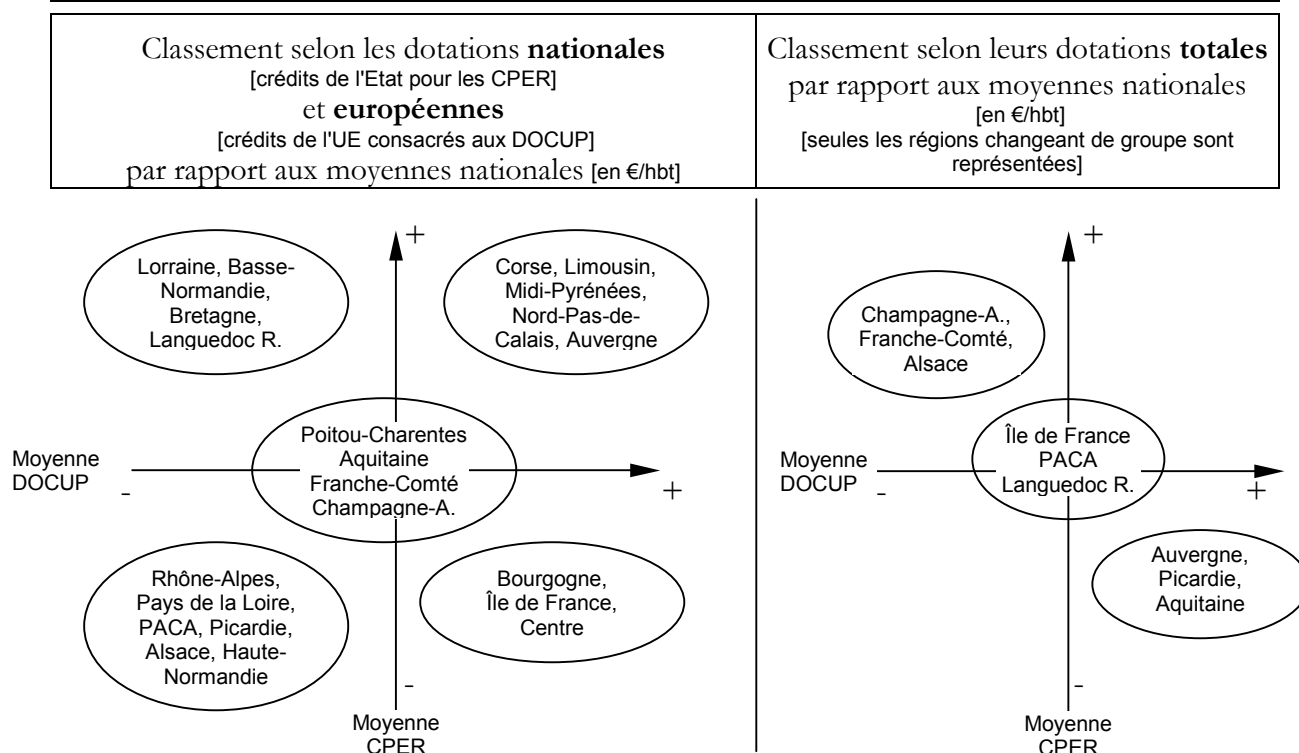 Classement selon les dotations nationales
[crédits de l'Etat pour les CPER]
et européennes
[crédits de l'UE consacrés aux DOCUP]
par rapport aux moyennes nationales [en €/hbt]
Classement selon leurs dotations totales
par rapport aux moyennes nationales
[en €/hbt]
[seules les régions changeant de groupe sont
représentées]
+
Lorraine, Basse-
Normandie,
Bretagne,
Languedoc R.
Corse, Limousin,
Midi-Pyrénées,
Nord-Pas-de-
Calais, Auvergne
Poitou-Charentes
Aquitaine
Franche-Comté
Champagne-A.
Moyenne
DOCUP
-
+
Rhône-Alpes,
Pays de la Loire,
PACA, Picardie,
Alsace, Haute-
Normandie
Bourgogne,
Île de France,
Centre
-
Moyenne
CPER
+
Champagne-A.,
Franche-Comté,
Alsace
Île de France
PACA
Languedoc R.
Moyenne
DOCUP
-
+
Auvergne,
Picardie,
Aquitaine
-
Moyenne
CPER